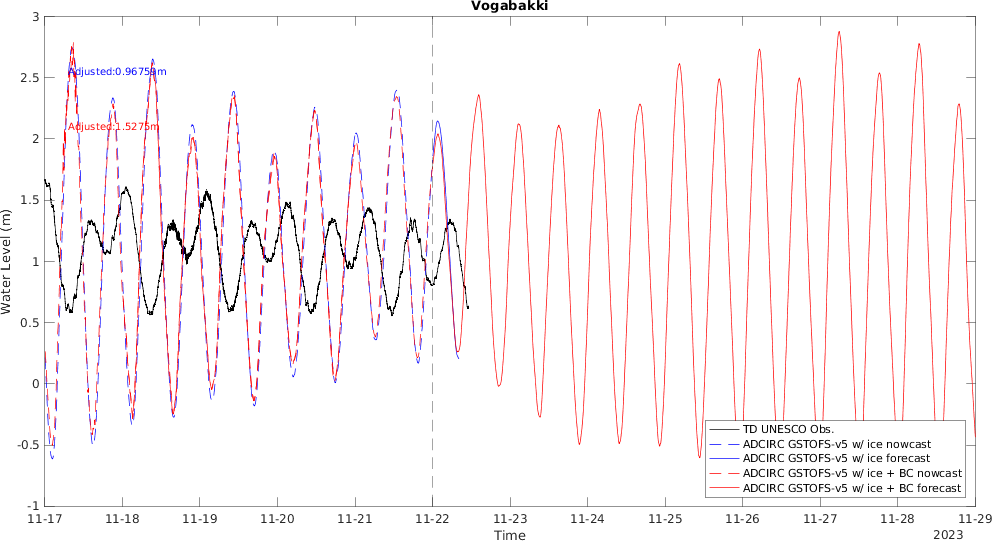 Vogabakki
3
2.5
2
1.5
1
0.5
0
-0.5
-1
Water Level (m)
Adjusted:0.96759m
Adjusted:1.5275m
TD UNESCO Obs.
ADCIRC GSTOFS-v5 w/ ice nowcast
ADCIRC GSTOFS-v5 w/ ice forecast
ADCIRC GSTOFS-v5 w/ ice + BC nowcast
ADCIRC GSTOFS-v5 w/ ice + BC forecast
11-17 11-18 11-19 11-20 11-21 11-22 11-23 11-24 11-25 11-26 11-27 11-28 11-29
Time
2023